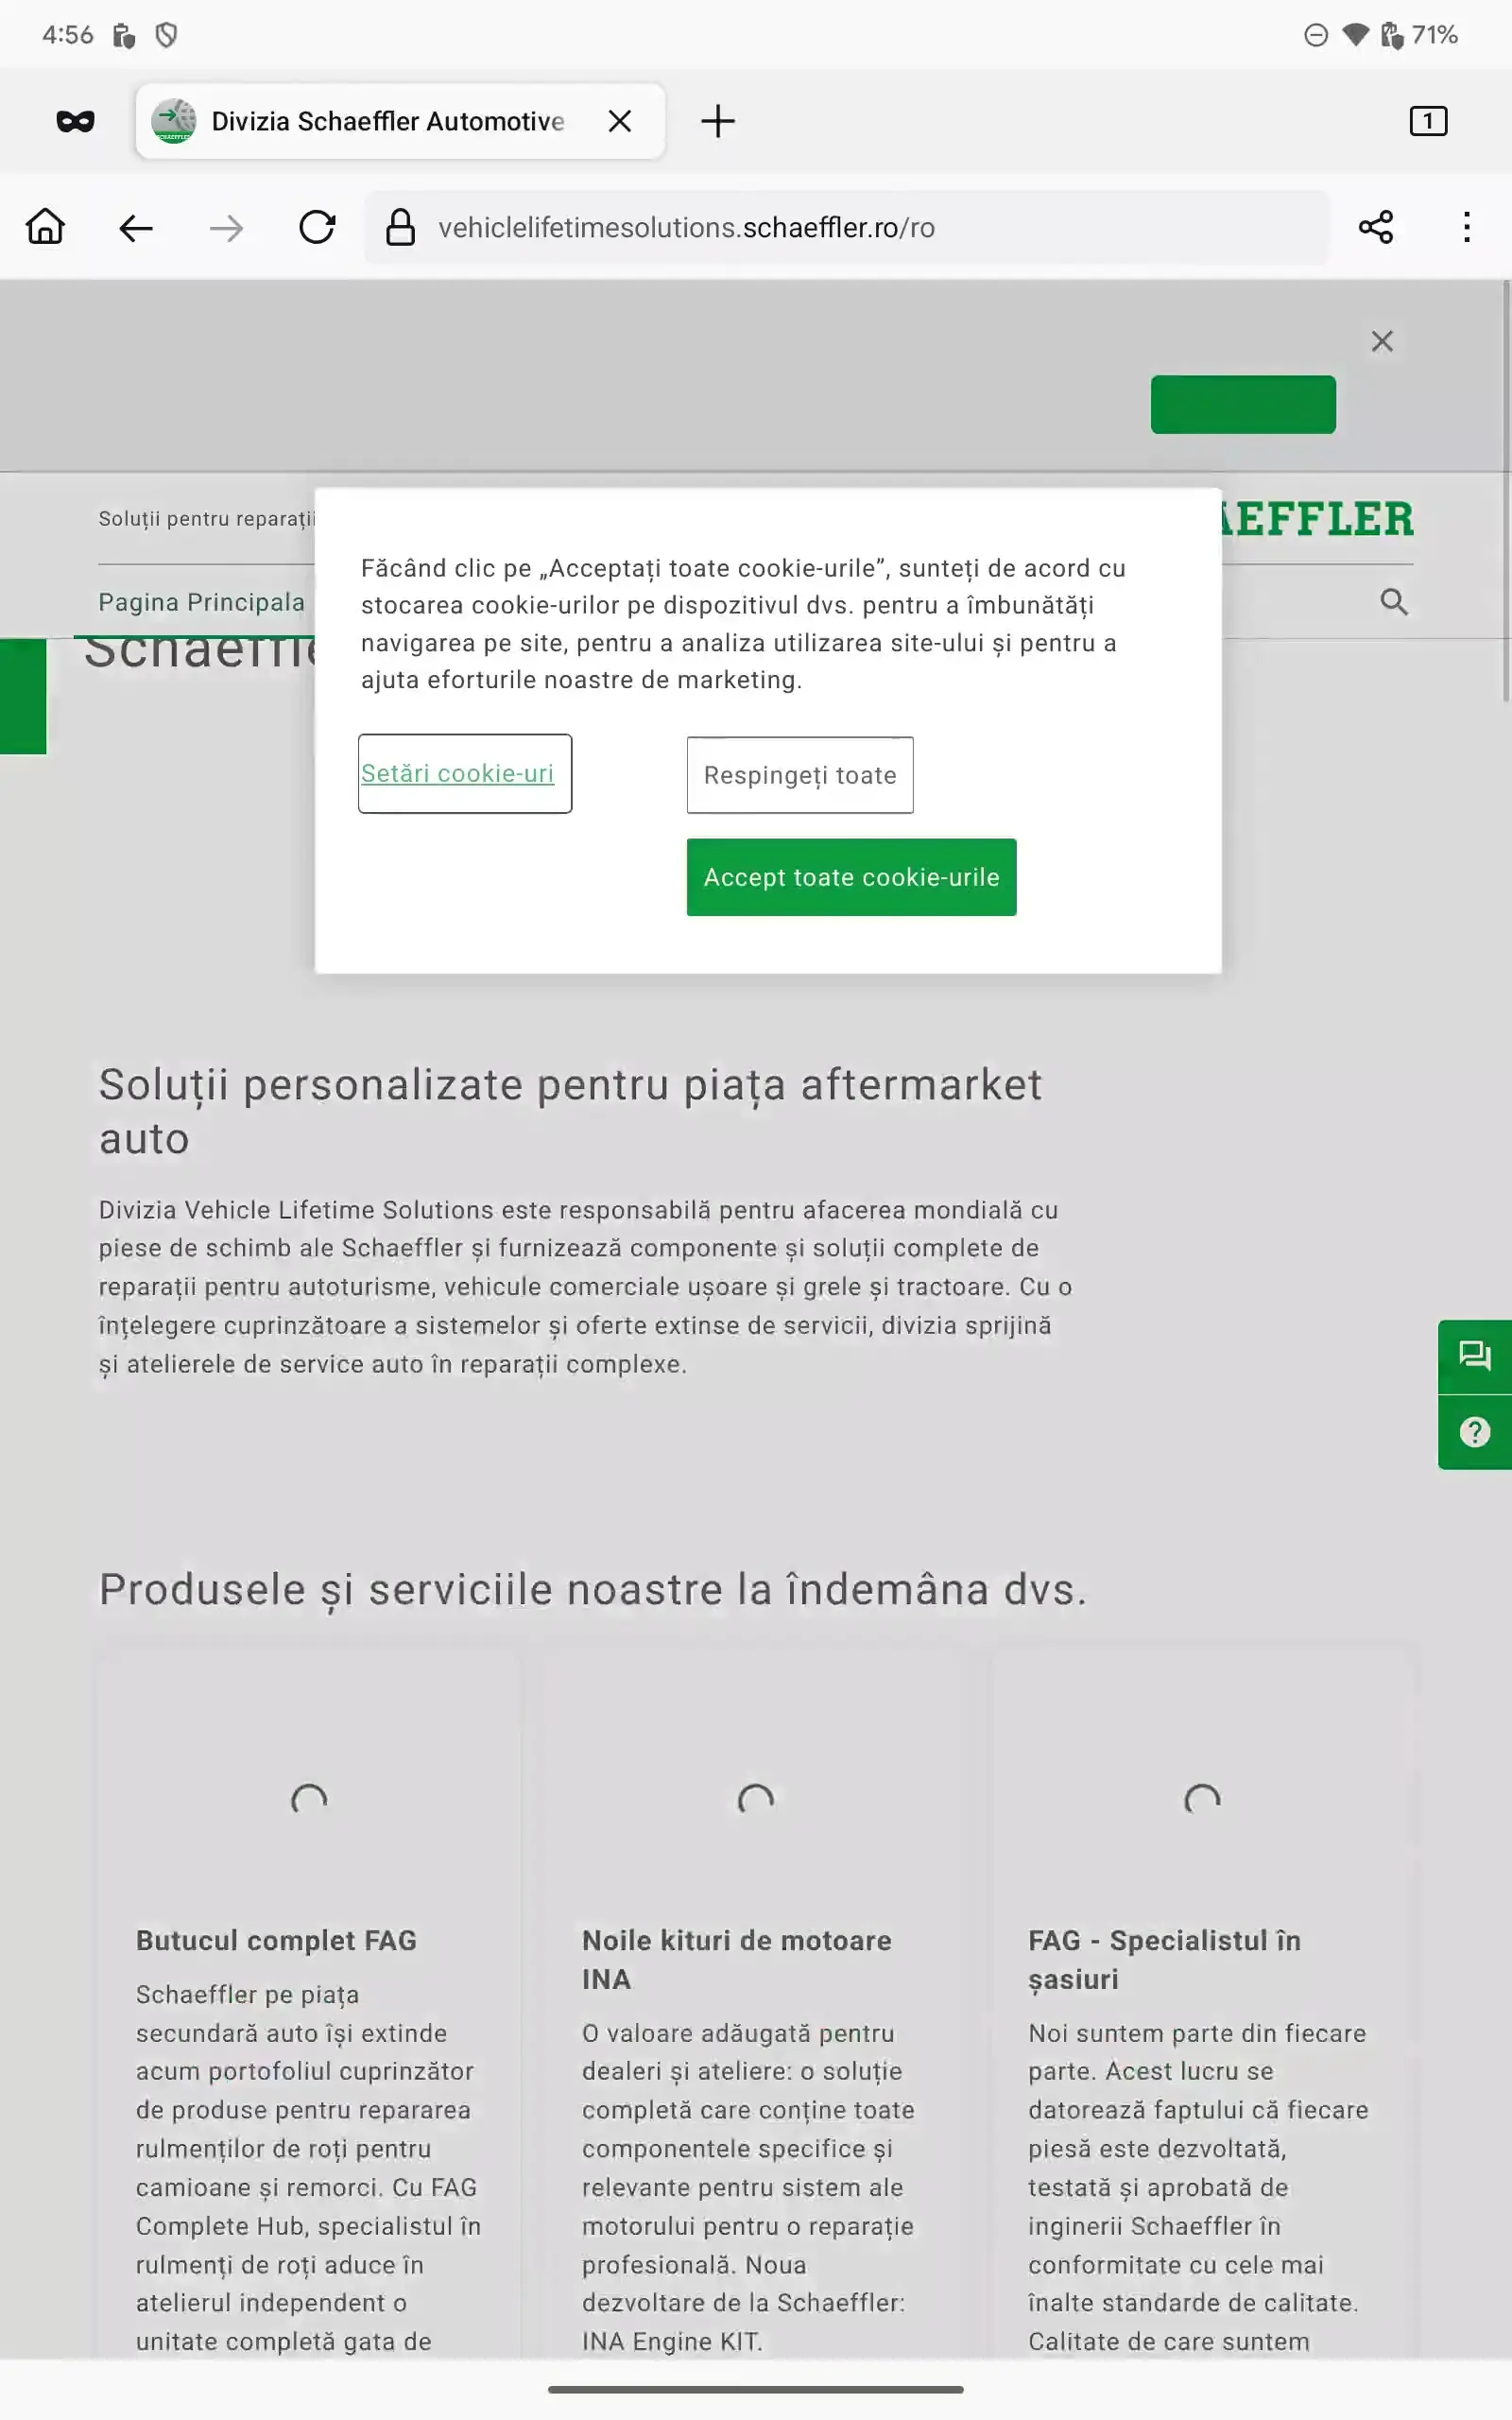 4:56
71%
Divizia Schaeffler Automotive
1
vehiclelifetimesolutions.schaeffler.ro/ro
Soluții pentru reparații
AEFFLER
Pagina Principala
Schaeffle
Făcând clic pe „Acceptați toate cookie-urile”, sunteți de acord cu
stocarea cookie-urilor pe dispozitivul dvs. pentru a îmbunătăți
navigarea pe site, pentru a analiza utilizarea site-ului și pentru a
ajuta eforturile noastre de marketing.
Setări cookie-uri
Respingeți toate
Accept toate cookie-urile
Soluții personalizate pentru piața aftermarket
auto
Divizia Vehicle Lifetime Solutions este responsabilă pentru afacerea mondială cu
piese de schimb ale Schaeffler și furnizează componente și soluții complete de
reparații pentru autoturisme, vehicule comerciale ușoare și grele și tractoare. Cu o
înțelegere cuprinzătoare a sistemelor și oferte extinse de servicii, divizia sprijină
și atelierele de service auto în reparații complexe.
Produsele și serviciile noastre la îndemâna dvs.
Butucul complet FAG
Schaeffler pe piața
secundară auto își extinde
acum portofoliul cuprinzător
de produse pentru repararea
rulmenților de roți pentru
camioane și remorci. Cu FAG
Complete Hub, specialistul în
rulmenți de roți aduce în
atelierul independent o
unitate completă gata de
Noile kituri de motoare
INA
O valoare adăugată pentru
dealeri și ateliere: o soluție
completă care conține toate
componentele specifice și
relevante pentru sistem ale
motorului pentru o reparație
profesională. Noua
dezvoltare de la Schaeffler:
INA Engine KIT.
FAG - Specialistul în
șasiuri
Noi suntem parte din fiecare
parte. Acest lucru se
datorează faptului că fiecare
piesă este dezvoltată,
testată și aprobată de
inginerii Schaeffler în
conformitate cu cele mai
înalte standarde de calitate.
Calitate de care suntem